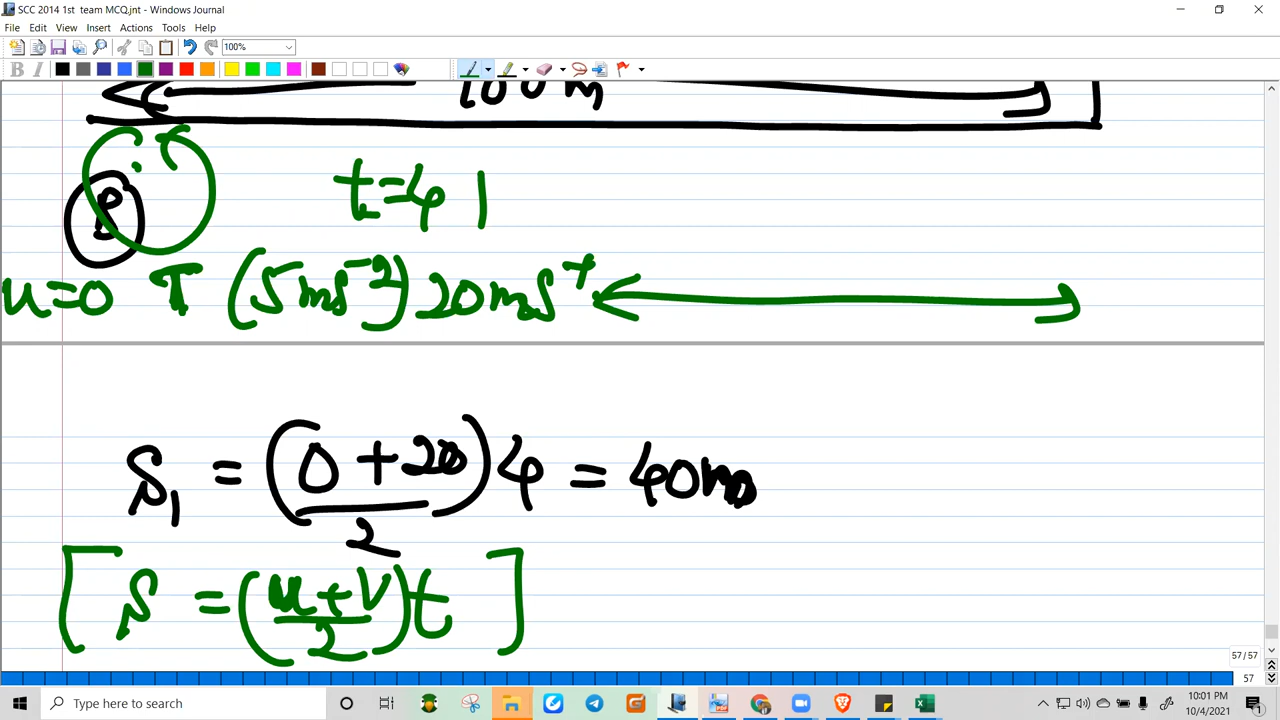 SCC 2014 1st team MCQ.jnt - Windows Journal
File Edit View Insert Actions Tools Help
100%
B I
100 m
P
t=4
u=0 (5ms⁻²) 20ms⁻¹
S₁ = (0 + 20 / 2) 4 = 40m
[ S = (u+v / 2) t ]
57 / 57
57
Type here to search
10:01 PM
10/4/2021
1